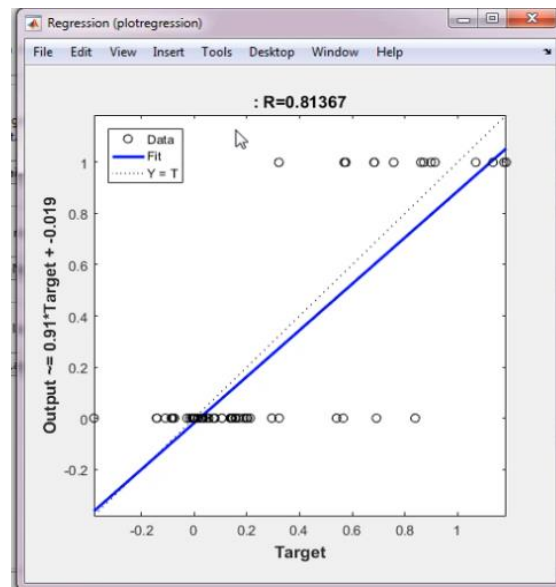 Regression (plotregression)
File Edit View Insert Tools Desktop Window Help
: R=0.81367
Data
Fit
Y = T
1
0.8
0.6
0.4
0.2
0
-0.2
Output ~= 0.91*Target + -0.019
-0.2 0 0.2 0.4 0.6 0.8 1
Target